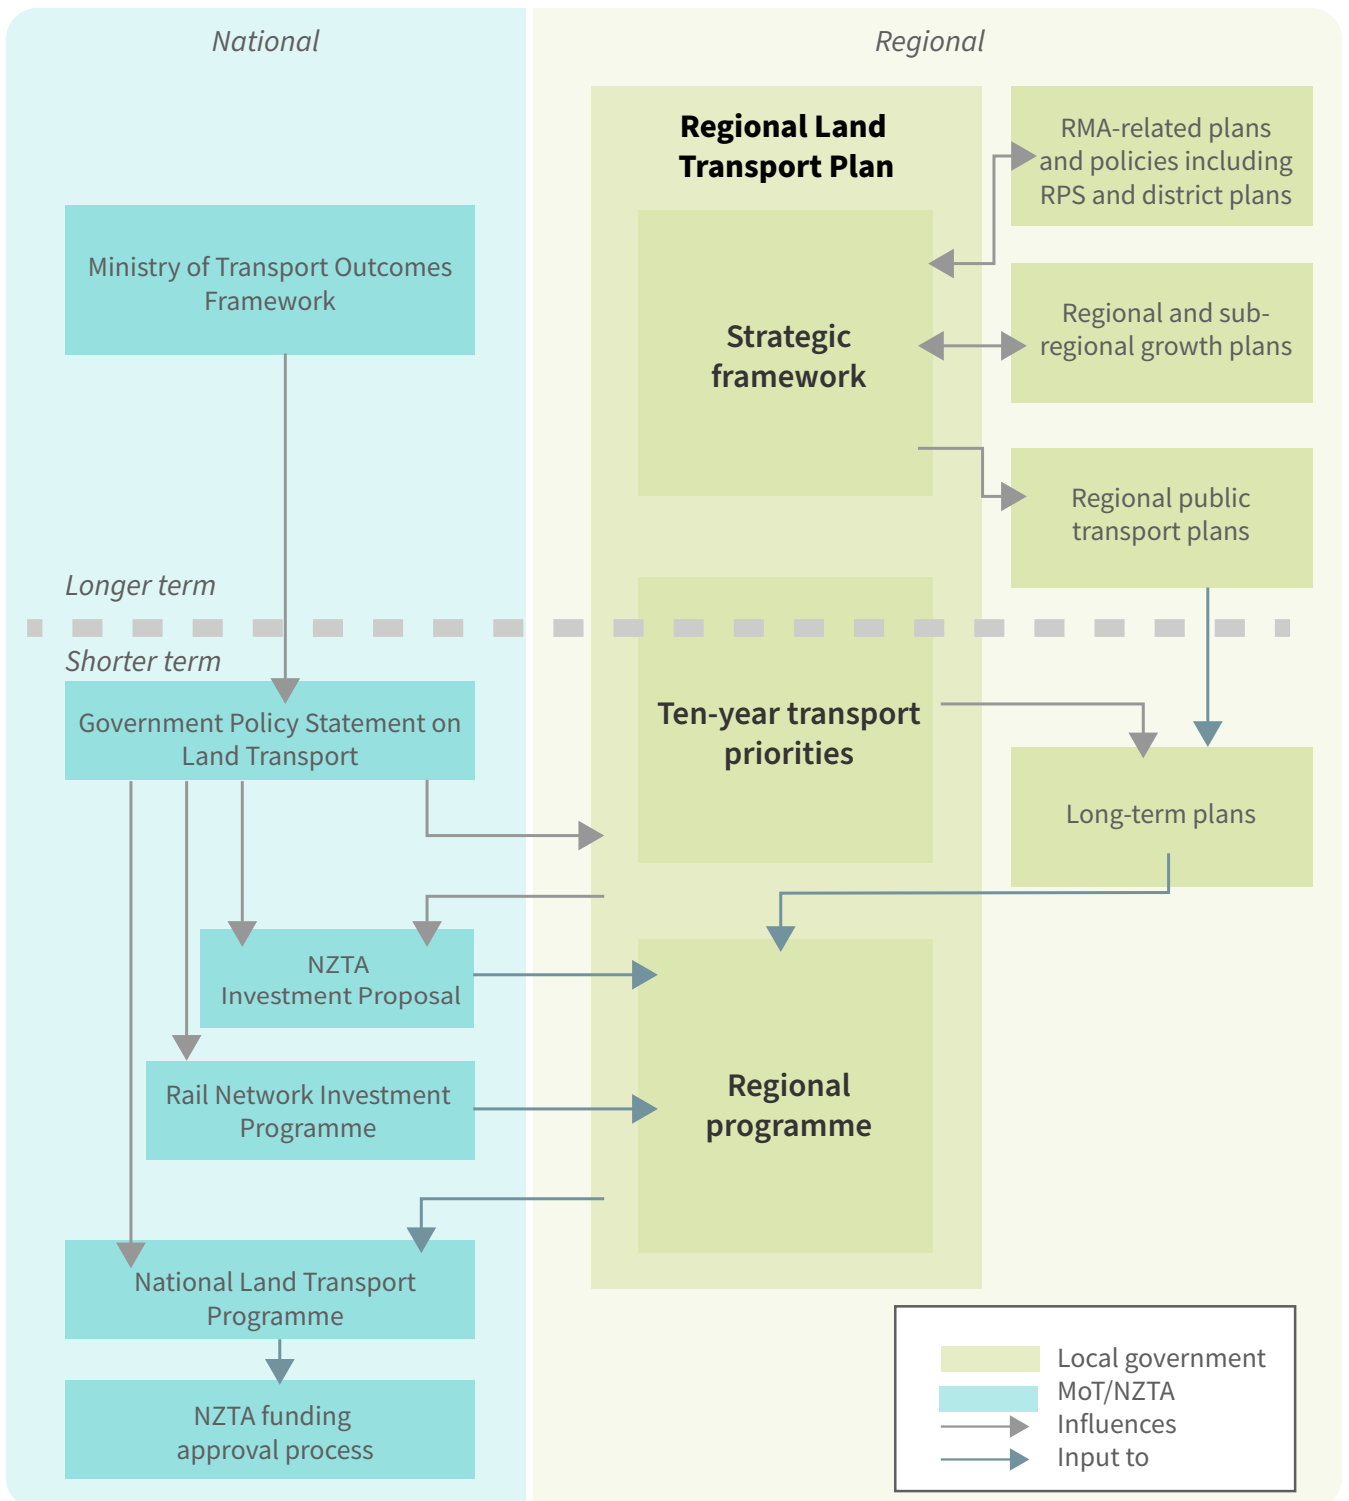 National
Regional
Regional Land
Transport Plan
RMA-related plans
and policies including
RPS and district plans
Ministry of Transport Outcomes
Framework
Strategic
framework
Regional and sub-
regional growth plans
Regional public
transport plans
Longer term
Shorter term
Government Policy Statement on
Land Transport
Ten-year transport
priorities
Long-term plans
NZTA
Investment Proposal
Rail Network Investment
Programme
Regional
programme
National Land Transport
Programme
NZTA funding
approval process
Local government
MoT/NZTA
Influences
Input to